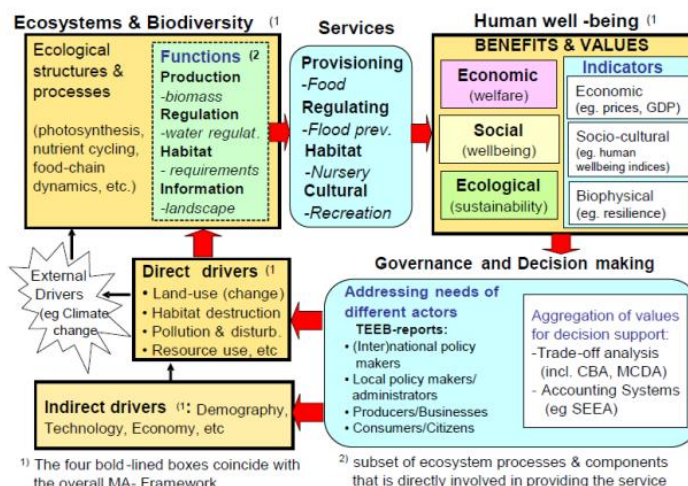 Ecosystems & Biodiversity (1
Ecological
structures &
processes
(photosynthesis,
nutrient cycling,
food-chain
dynamics, etc.)
Functions (2
Production
-biomass
Regulation
-water regulat.
Habitat
- requirements
Information
-landscape
Services
Provisioning
-Food
Regulating
-Flood prev.
Habitat
-Nursery
Cultural
-Recreation
Human well -being (1
BENEFITS & VALUES
Economic
(welfare)
Social
(wellbeing)
Ecological
(sustainability)
Indicators
Economic
(eg. prices, GDP)
Socio-cultural
(eg. human
wellbeing indices)
Biophysical
(eg. resilience)
External
Drivers
(eg Climate
change
Direct drivers (1
• Land-use (change)
• Habitat destruction
• Pollution & disturb.
• Resource use, etc
Indirect drivers (1: Demography,
Technology, Economy, etc
Governance and Decision making
Addressing needs of
different actors
TEEB-reports:
• (Inter)national policy
makers
• Local policy makers/
administrators
• Producers/Businesses
• Consumers/Citizens
Aggregation of values
for decision support:
-Trade-off analysis
(incl. CBA, MCDA)
- Accounting Systems
(eg SEEA)
1) The four bold-lined boxes coincide with
the overall MA- Framework
2) subset of ecosystem processes & components
that is directly involved in providing the service